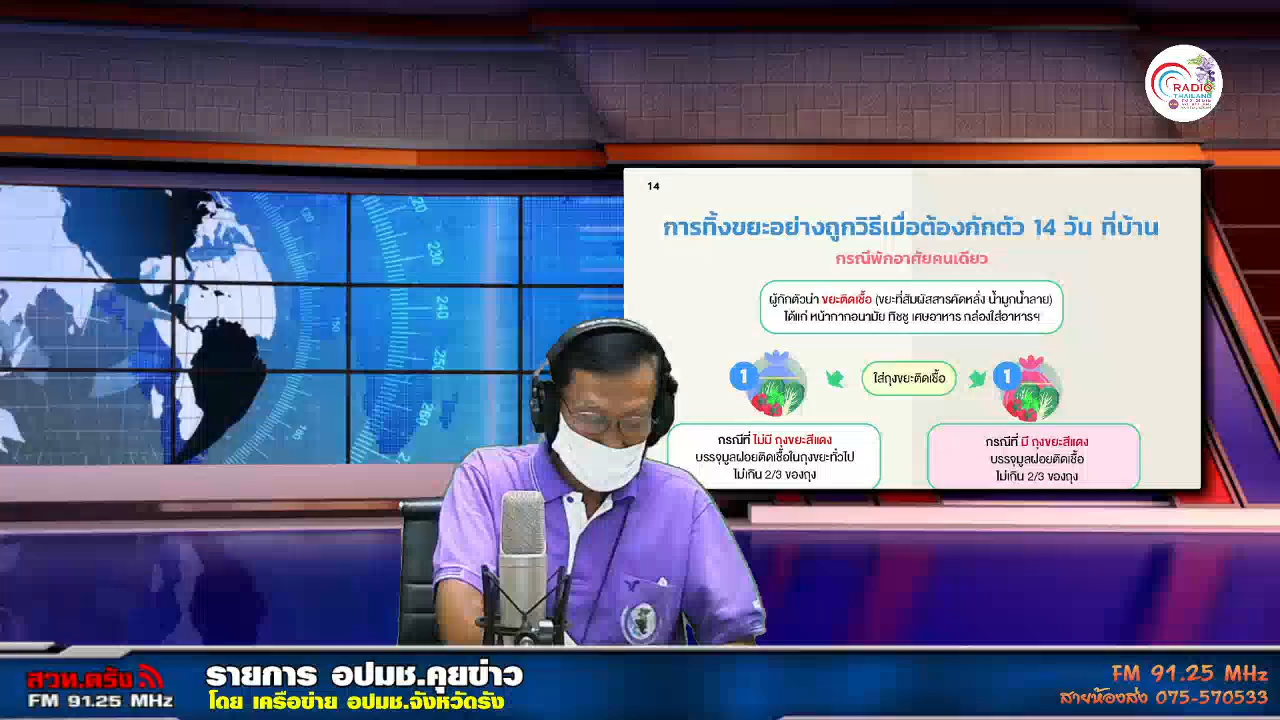 RADIO
THAILAND
14
การทิ้งขยะอย่างถูกวิธีเมื่อต้องกักตัว 14 วัน ที่บ้าน
กรณีพักอาศัยคนเดียว
ผู้กักตัวนำ ขยะติดเชื้อ (ขยะที่สัมผัสสารคัดหลั่ง น้ำมูกน้ำลาย)
ได้แก่ หน้ากากอนามัย ทิชชู เศษอาหาร กล่องใส่อาหารฯ
1
ใส่ถุงขยะติดเชื้อ
1
กรณีที่ ไม่มี ถุงขยะสีแดง
บรรจุมูลฝอยติดเชื้อในถุงขยะทั่วไป
ไม่เกิน 2/3 ของถุง
กรณีที่ มี ถุงขยะสีแดง
บรรจุมูลฝอยติดเชื้อ
ไม่เกิน 2/3 ของถุง
230
240
250
260
สวท.ตรัง
FM 91.25 MHz
รายการ อปมช.คุยข่าว
โดย เครือข่าย อปมช.จังหวัดรัง
FM 91.25 MHz
สายห้องส่ง 075-570533